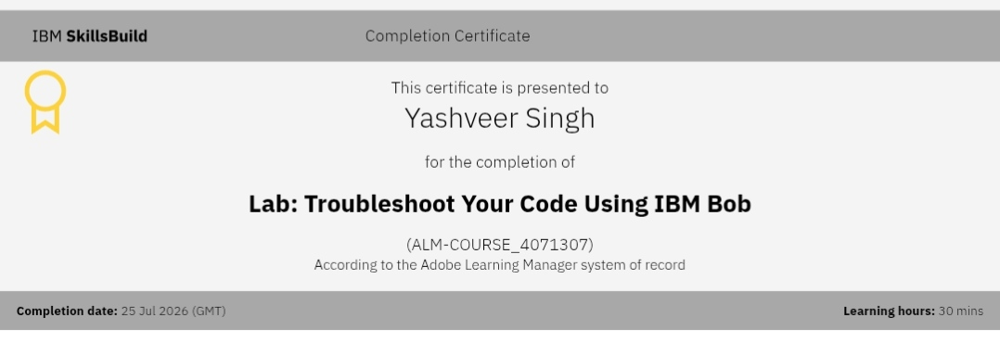 IBM SkillsBuild
Completion Certificate
This certificate is presented to
Yashveer Singh
for the completion of
Lab: Troubleshoot Your Code Using IBM Bob
(ALM-COURSE_4071307)
According to the Adobe Learning Manager system of record
Completion date: 25 Jul 2026 (GMT)
Learning hours: 30 mins